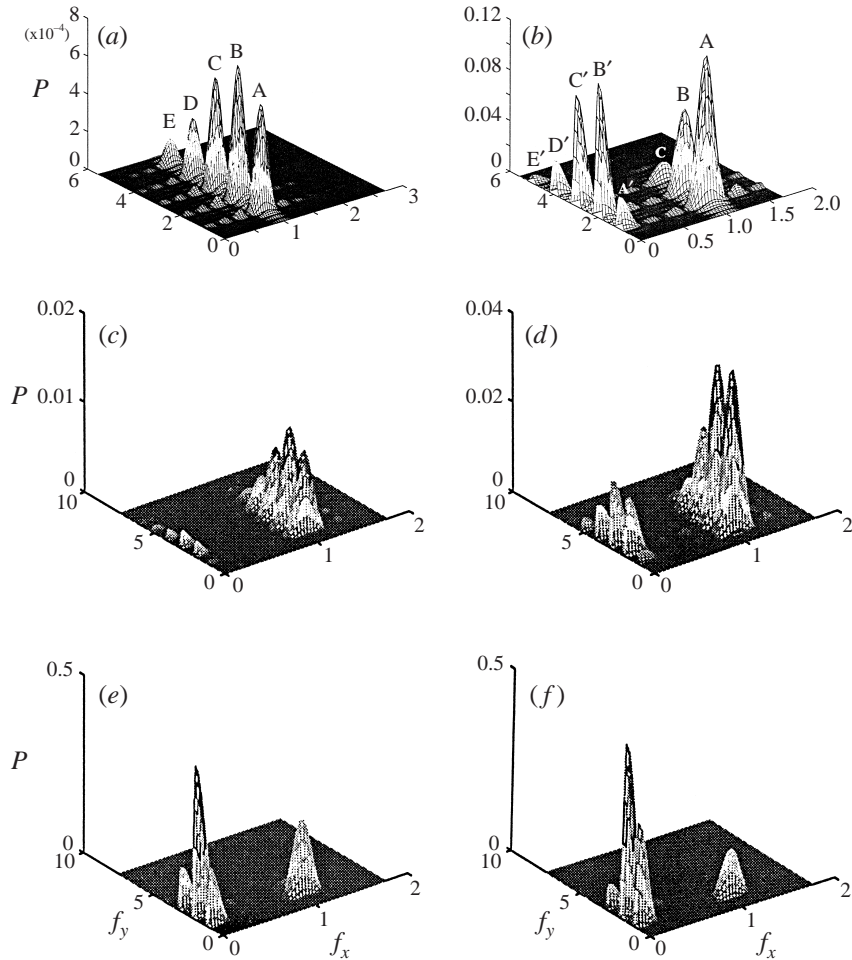 8
(x10⁻⁴)
(a)
6
P
4
2
0
6
4
2
0
0
1
2
3
E
D
C
B
A
0.12
(b)
0.08
0.04
0
6
4
2
0
0
0.5
1.0
1.5
2.0
E′
D′
C′
B′
A′
C
B
A
0.02
(c)
P
0.01
0
10
5
0
0
1
2
0.04
(d)
0.02
0
10
5
0
0
1
2
0.5
(e)
P
0
10
5
f_y
0
0
1
f_x
2
0.5
(f)
0
10
5
f_y
0
0
1
f_x
2